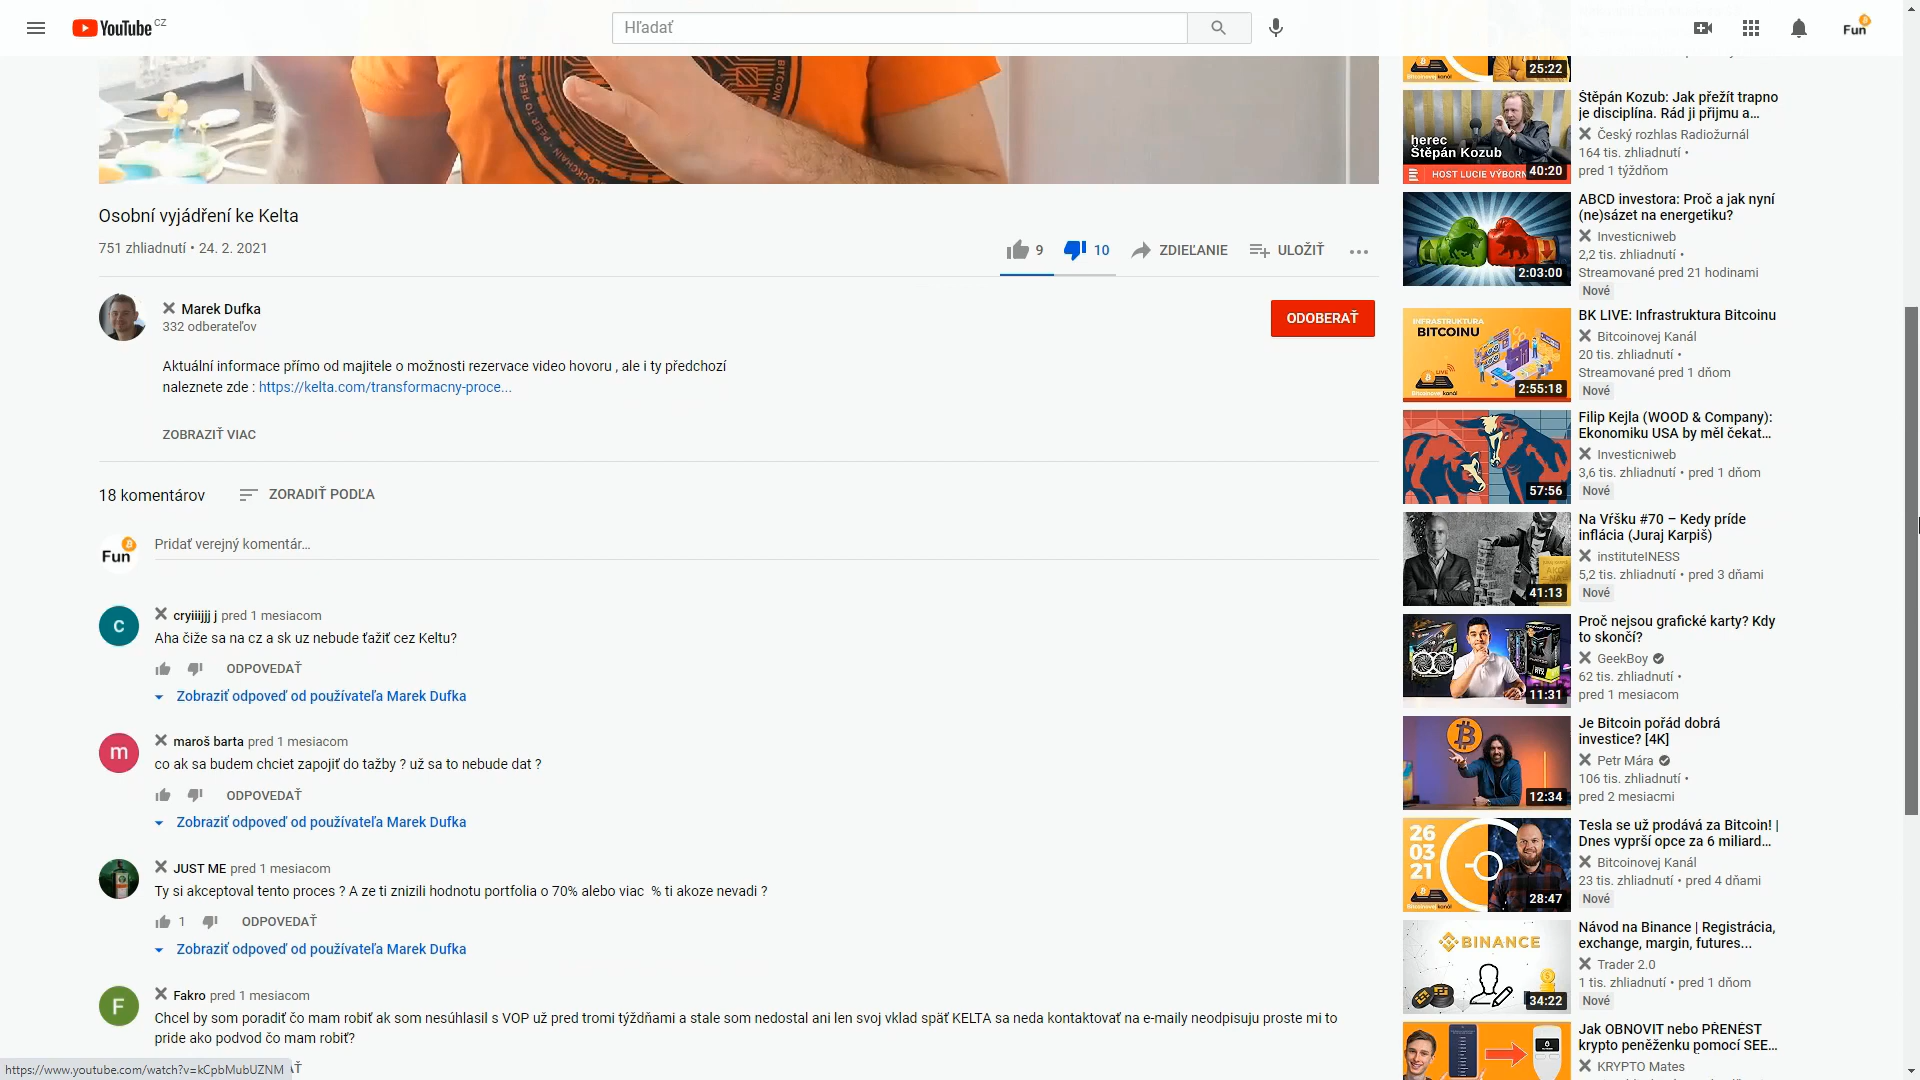 YouTube CZ
Hľadať
Fun
BLOCKCHAIN • PEER TO PEER • BITCOIN
Osobní vyjádření ke Kelta
751 zhliadnutí • 24. 2. 2021
9
10
ZDIEĽANIE
ULOŽIŤ
Marek Dufka
332 odberateľov
ODOBERAŤ
Aktuální informace přímo od majitele o možnosti rezervace video hovoru , ale i ty předchozí
naleznete zde : https://kelta.com/transformacny-proce...
ZOBRAZIŤ VIAC
18 komentárov
ZORADIŤ PODĽA
Fun
Pridať verejný komentár...
c
cryiiijjj j pred 1 mesiacom
Aha čiže sa na cz a sk uz nebude ťažiť cez Keltu?
ODPOVEDAŤ
Zobraziť odpoveď od používateľa Marek Dufka
m
maroš barta pred 1 mesiacom
co ak sa budem chciet zapojiť do tažby ? už sa to nebude dat ?
ODPOVEDAŤ
Zobraziť odpoveď od používateľa Marek Dufka
JUST ME pred 1 mesiacom
Ty si akceptoval tento proces ? A ze ti znizili hodnotu portfolia o 70% alebo viac % ti akoze nevadi ?
1
ODPOVEDAŤ
Zobraziť odpoveď od používateľa Marek Dufka
F
Fakro pred 1 mesiacom
Chcel by som poradiť čo mam robiť ak som nesúhlasil s VOP už pred tromi týždňami a stale som nedostal ani len svoj vklad späť KELTA sa neda kontaktovať na e-maily neodpisuju proste mi to
pride ako podvod čo mam robiť?
https://www.youtube.com/watch?v=kCpbMubUZNM
Bitcoinovej kanál
25:22
herec
Štěpán Kozub
HOST LUCIE VÝBORN
40:20
Štěpán Kozub: Jak přežít trapno
je disciplína. Rád ji přijmu a...
Český rozhlas Radiožurnál
164 tis. zhliadnutí •
pred 1 týždňom
2:03:00
ABCD investora: Proč a jak nyní
(ne)sázet na energetiku?
Investicniweb
2,2 tis. zhliadnutí •
Streamované pred 21 hodinami
Nové
INFRASTRUKTURA
BITCOINU
LIVE
Bitcoinovej kanál
2:55:18
BK LIVE: Infrastruktura Bitcoinu
Bitcoinovej Kanál
20 tis. zhliadnutí •
Streamované pred 1 dňom
Nové
57:56
Filip Kejla (WOOD & Company):
Ekonomiku USA by měl čekat...
Investicniweb
3,6 tis. zhliadnutí • pred 1 dňom
Nové
41:13
Na Vŕšku #70 – Kedy príde
inflácia (Juraj Karpiš)
instituteINESS
5,2 tis. zhliadnutí • pred 3 dňami
Nové
11:31
Proč nejsou grafické karty? Kdy
to skončí?
GeekBoy
62 tis. zhliadnutí •
pred 1 mesiacom
12:34
Je Bitcoin pořád dobrá
investice? [4K]
Petr Mára
106 tis. zhliadnutí •
pred 2 mesiacmi
26
03
21
Bitcoinovej kanál
28:47
Tesla se už prodává za Bitcoin! |
Dnes vyprší opce za 6 miliard...
Bitcoinovej Kanál
23 tis. zhliadnutí • pred 4 dňami
Nové
BINANCE
34:22
Návod na Binance | Registrácia,
exchange, margin, futures...
Trader 2.0
1 tis. zhliadnutí • pred 1 dňom
Nové
Jak OBNOVIT nebo PŘENÉST
krypto peněženku pomocí SEE...
KRYPTO Mates